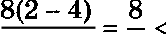 8(2 – 4) = 8 <